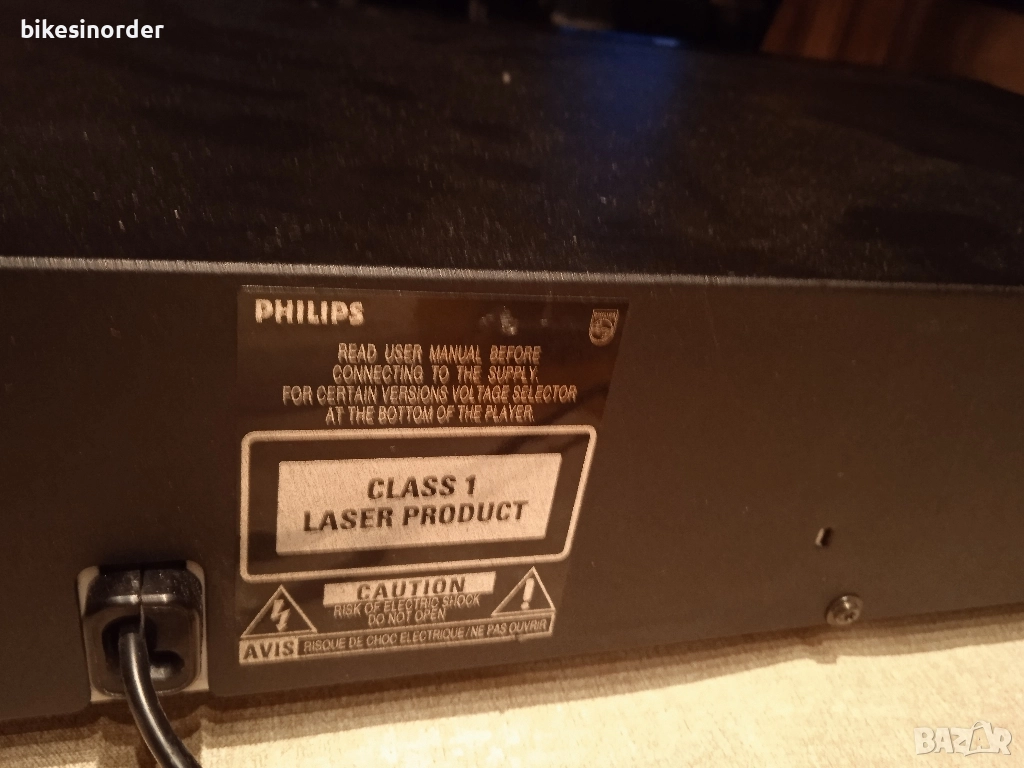 bikesinorder
PHILIPS
READ USER MANUAL BEFORE
CONNECTING TO THE SUPPLY.
FOR CERTAIN VERSIONS VOLTAGE SELECTOR
AT THE BOTTOM OF THE PLAYER
CLASS 1
LASER PRODUCT
CAUTION
RISK OF ELECTRIC SHOCK
DO NOT OPEN
AVIS RISQUE DE CHOC ELECTRIQUE/NE PAS OUVRIR
BAZAR